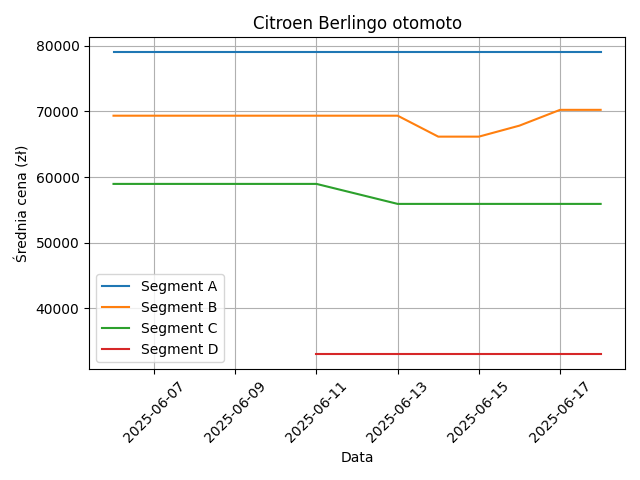 Citroen Berlingo otomoto
Średnia cena (zł)
80000
70000
60000
50000
40000
Segment A
Segment B
Segment C
Segment D
2025-06-07
2025-06-09
2025-06-11
2025-06-13
2025-06-15
2025-06-17
Data